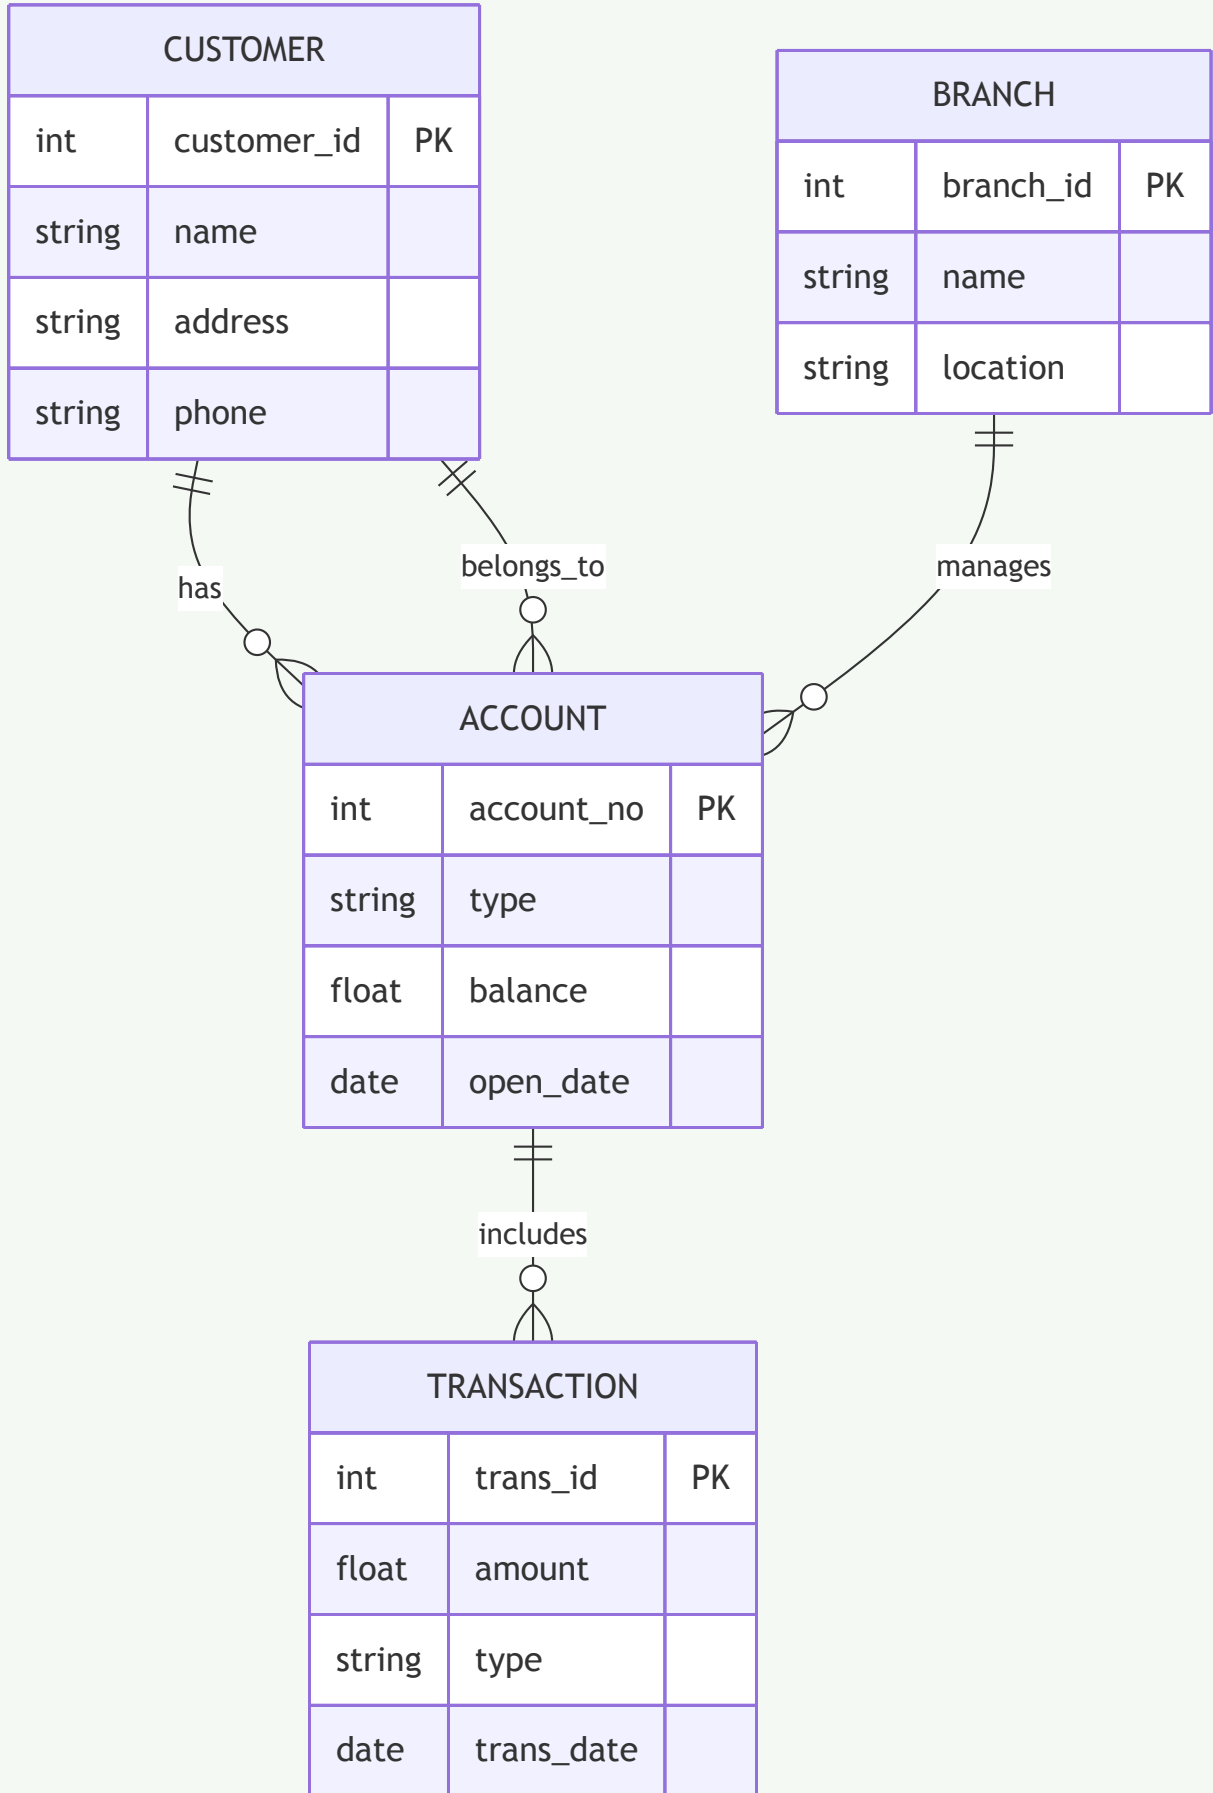 CUSTOMER
int customer_id PK
string name
string address
string phone
BRANCH
int branch_id PK
string name
string location
has
belongs_to
manages
ACCOUNT
int account_no PK
string type
float balance
date open_date
includes
TRANSACTION
int trans_id PK
float amount
string type
date trans_date